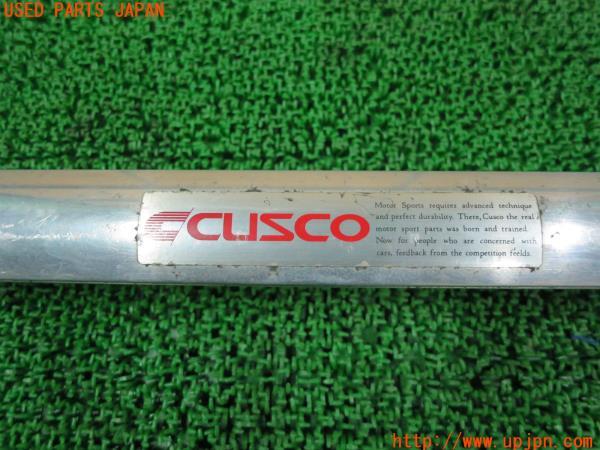 USED PARTS JAPAN
CUSCO
Motor Sports requires advanced technique
and perfect durability. There, Cusco the real
motor sport parts was born and trained.
Now for people who are concerned with
cars, feedback from the competition feelds.
http://www.upjpn.com